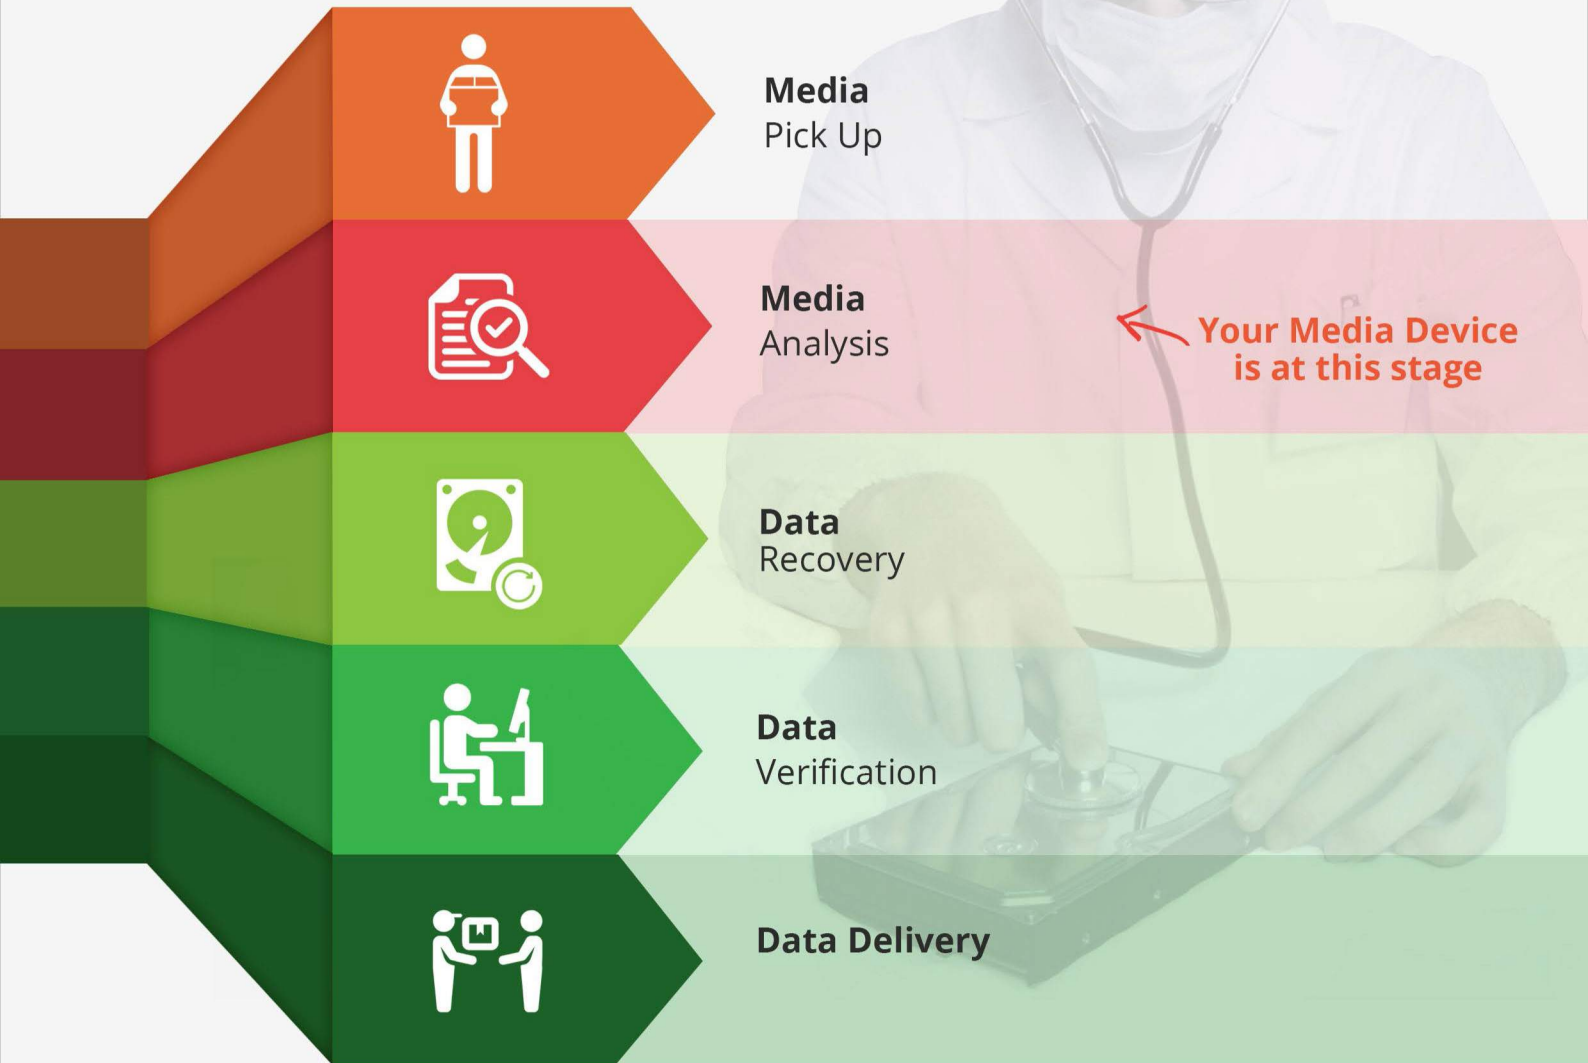 Media
Pick Up
Media
Analysis
Your Media Device
is at this stage
Data
Recovery
Data
Verification
Data Delivery